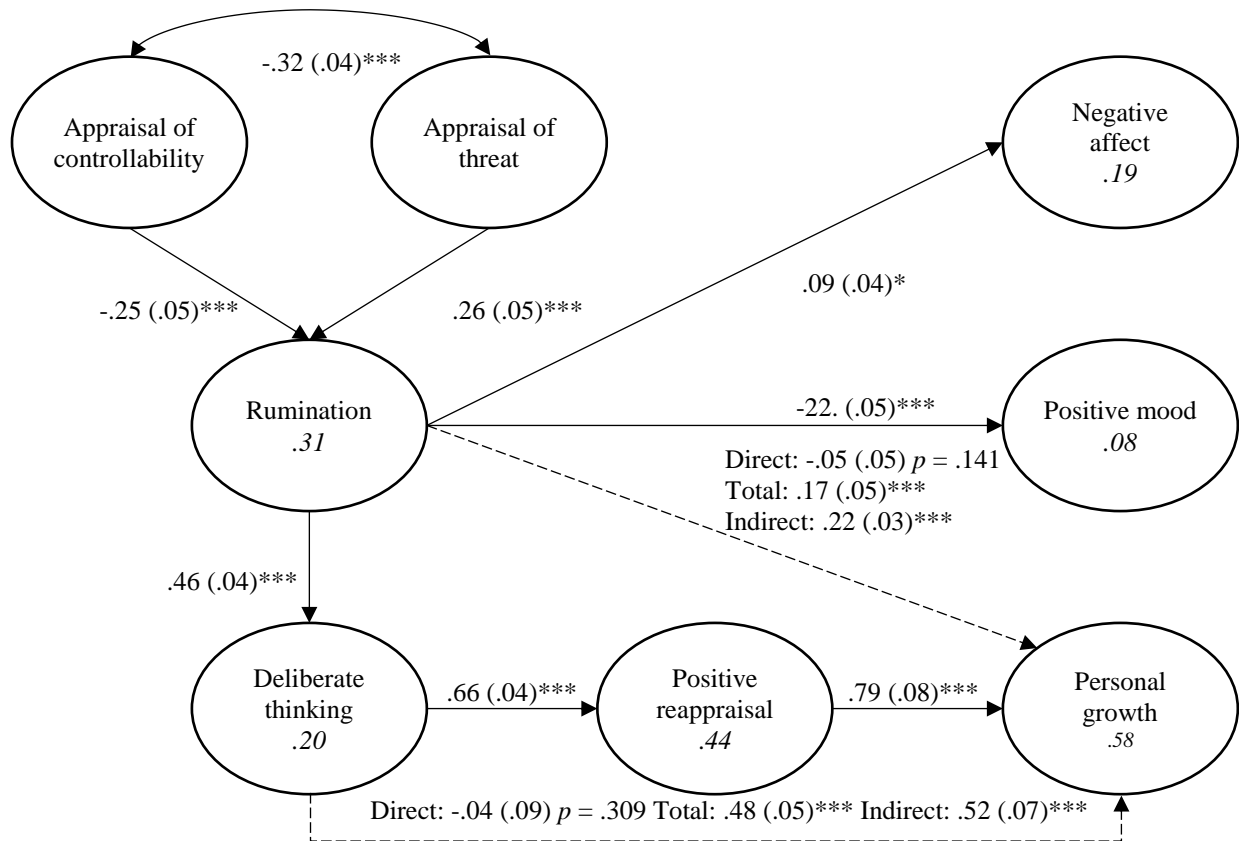 -.32 (.04)***
Appraisal of
controllability
Appraisal of
threat
Negative
affect
.19
-.25 (.05)***
.26 (.05)***
.09 (.04)*
Rumination
.31
-22. (.05)***
Positive mood
.08
Direct: -.05 (.05) p = .141
Total: .17 (.05)***
Indirect: .22 (.03)***
.46 (.04)***
Deliberate
thinking
.20
.66 (.04)***
Positive
reappraisal
.44
.79 (.08)***
Personal
growth
.58
Direct: -.04 (.09) p = .309 Total: .48 (.05)*** Indirect: .52 (.07)***